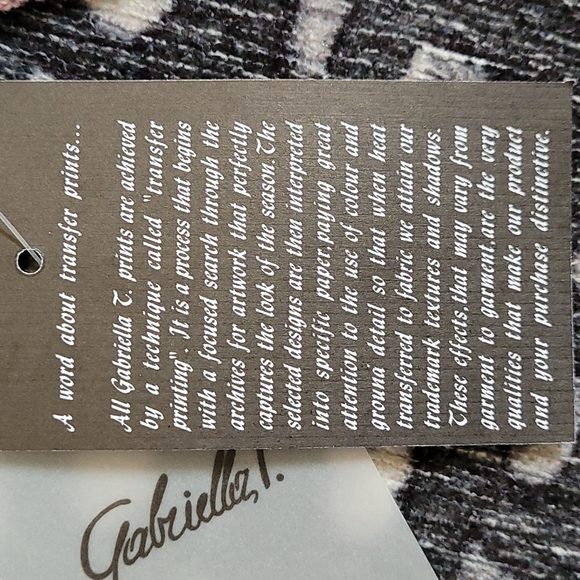 A word about transfer prints...
All Gabriella T. prints are achieved
by a technique called "transfer
printing". It is a process that begins
with a focused search through the
archives for artwork that perfectly
captures the look of the season. The
selected designs are then interpreted
into specific paper,paying great
attention to the use of colour and
ground detail so that when heat
transferred to fabric we attain our
trademark textures and shadows.
These effects,that may vary from
garment to garment,are the very
qualities that make our product
and your purchase distinctive.
Gabriella T.